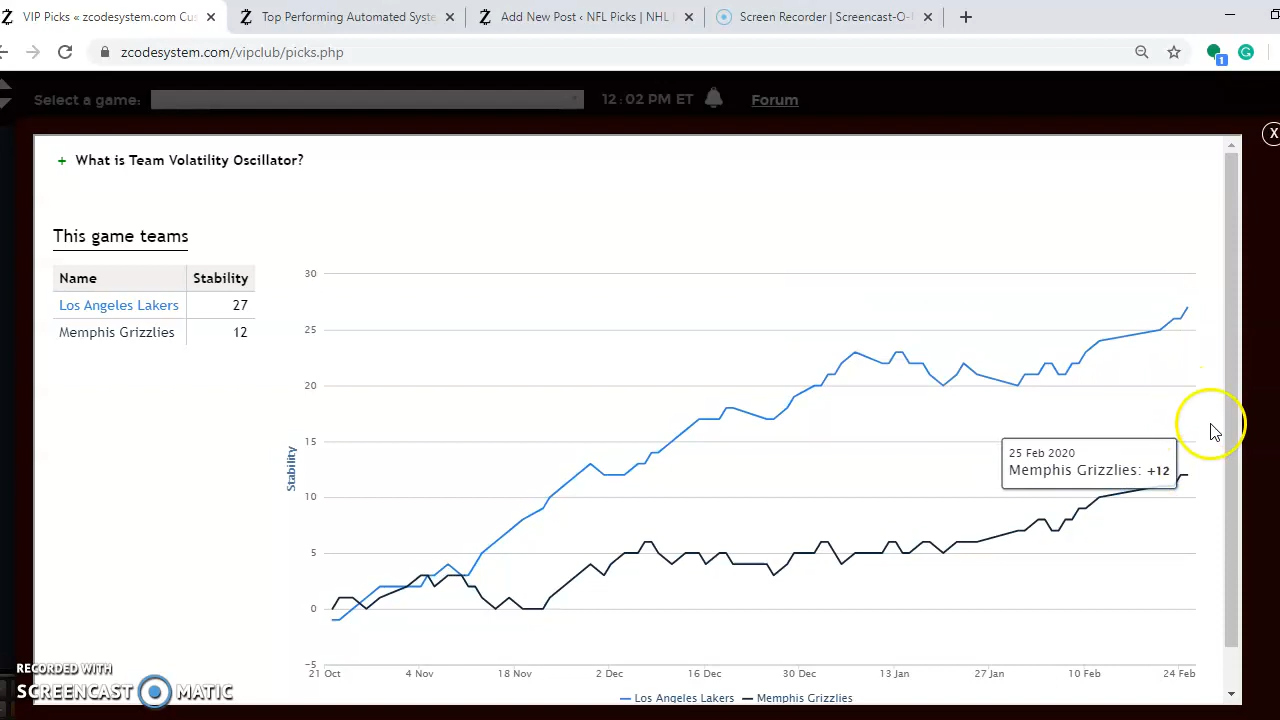 VIP Picks « zcodesystem.com Cus
Top Performing Automated Syste
Add New Post ‹ NFL Picks | NHL
Screen Recorder | Screencast-O-
zcodesystem.com/vipclub/picks.php
1
Select a game:
12:02 PM ET
Forum
X
+ What is Team Volatility Oscillator?
This game teams
Name Stability
Los Angeles Lakers 27
Memphis Grizzlies 12
30
25
20
15
10
5
0
-5
Stability
25 Feb 2020
Memphis Grizzlies: +12
21 Oct 4 Nov 18 Nov 2 Dec 16 Dec 30 Dec 13 Jan 27 Jan 10 Feb 24 Feb
Los Angeles Lakers Memphis Grizzlies
RECORDED WITH
SCREENCAST MATIC